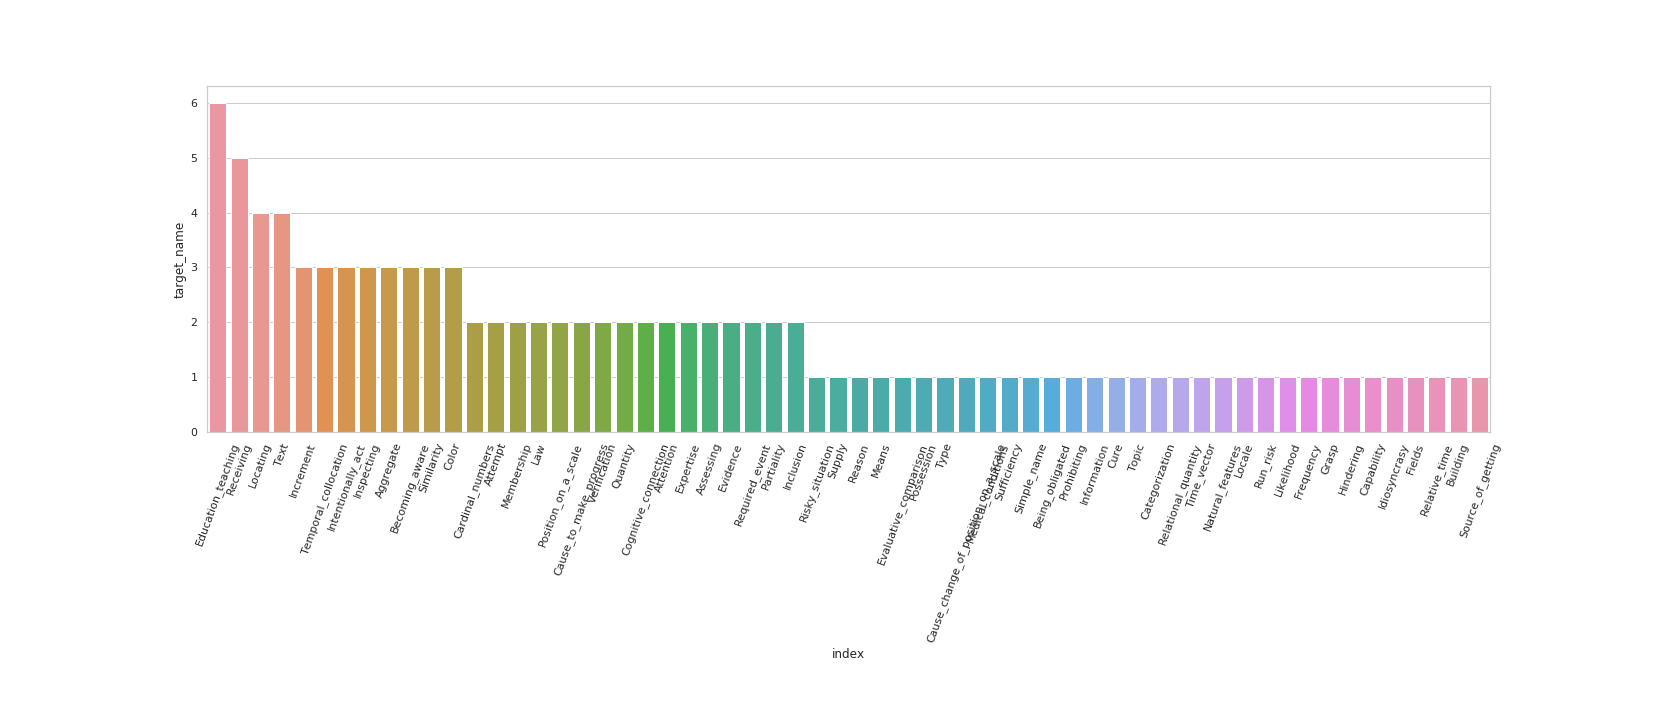 target_name
6
5
4
3
2
1
0
Education_teaching
Receiving
Locating
Text
Increment
Temporal_collocation
Intentionally_act
Inspecting
Aggregate
Becoming_aware
Similarity
Color
Cardinal_numbers
Attempt
Membership
Law
Position_on_a_scale
Cause_to_make_progress
Verification
Quantity
Cognitive_connection
Attention
Expertise
Assessing
Evidence
Required_event
Partiality
Inclusion
Risky_situation
Supply
Reason
Means
Evaluative_comparison
Possession
Type
Cause_change_of_position_on_a_scale
Medical_conditions
Sufficiency
Simple_name
Being_obligated
Prohibiting
Information
Cure
Topic
Categorization
Relational_quantity
Time_vector
Natural_features
Locale
Run_risk
Likelihood
Frequency
Grasp
Hindering
Capability
Idiosyncrasy
Fields
Relative_time
Building
Source_of_getting
index